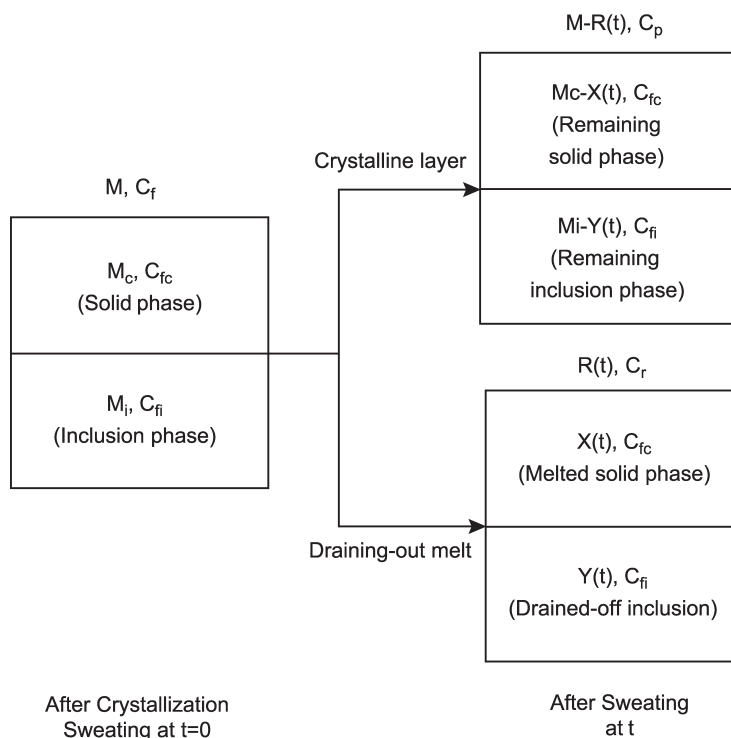 M-R(t), Cp
Mc-X(t), Cfc
(Remaining
solid phase)
Crystalline layer
Mi-Y(t), Cfi
(Remaining
inclusion phase)
M, Cf
Mc, Cfc
(Solid phase)
Mi, Cfi
(Inclusion phase)
R(t), Cr
X(t), Cfc
(Melted solid phase)
Draining-out melt
Y(t), Cfi
(Drained-off inclusion)
After Crystallization
Sweating at t=0
After Sweating
at t